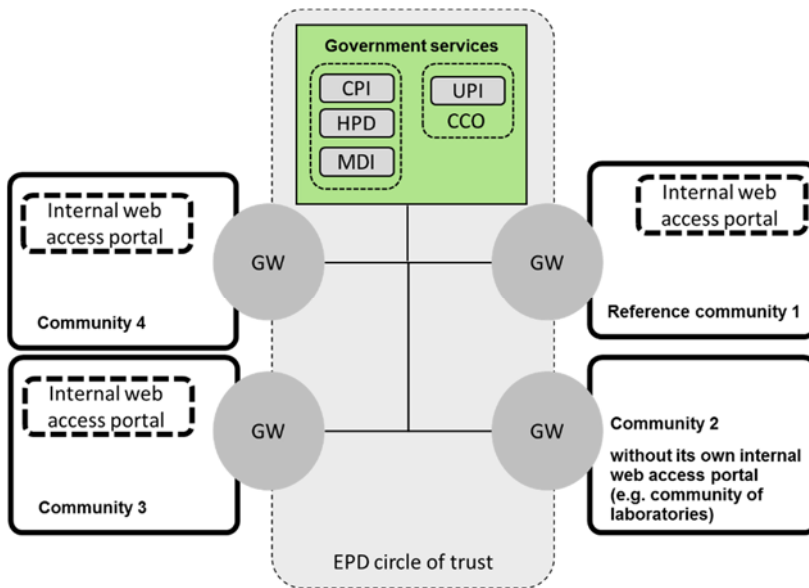 Government services
CPI
HPD
MDI
UPI
CCO
Internal web
access portal
Community 4
GW
GW
Internal web
access portal
Reference community 1
Internal web
access portal
Community 3
GW
GW
Community 2
without its own internal
web access portal
(e.g. community of
laboratories)
EPD circle of trust